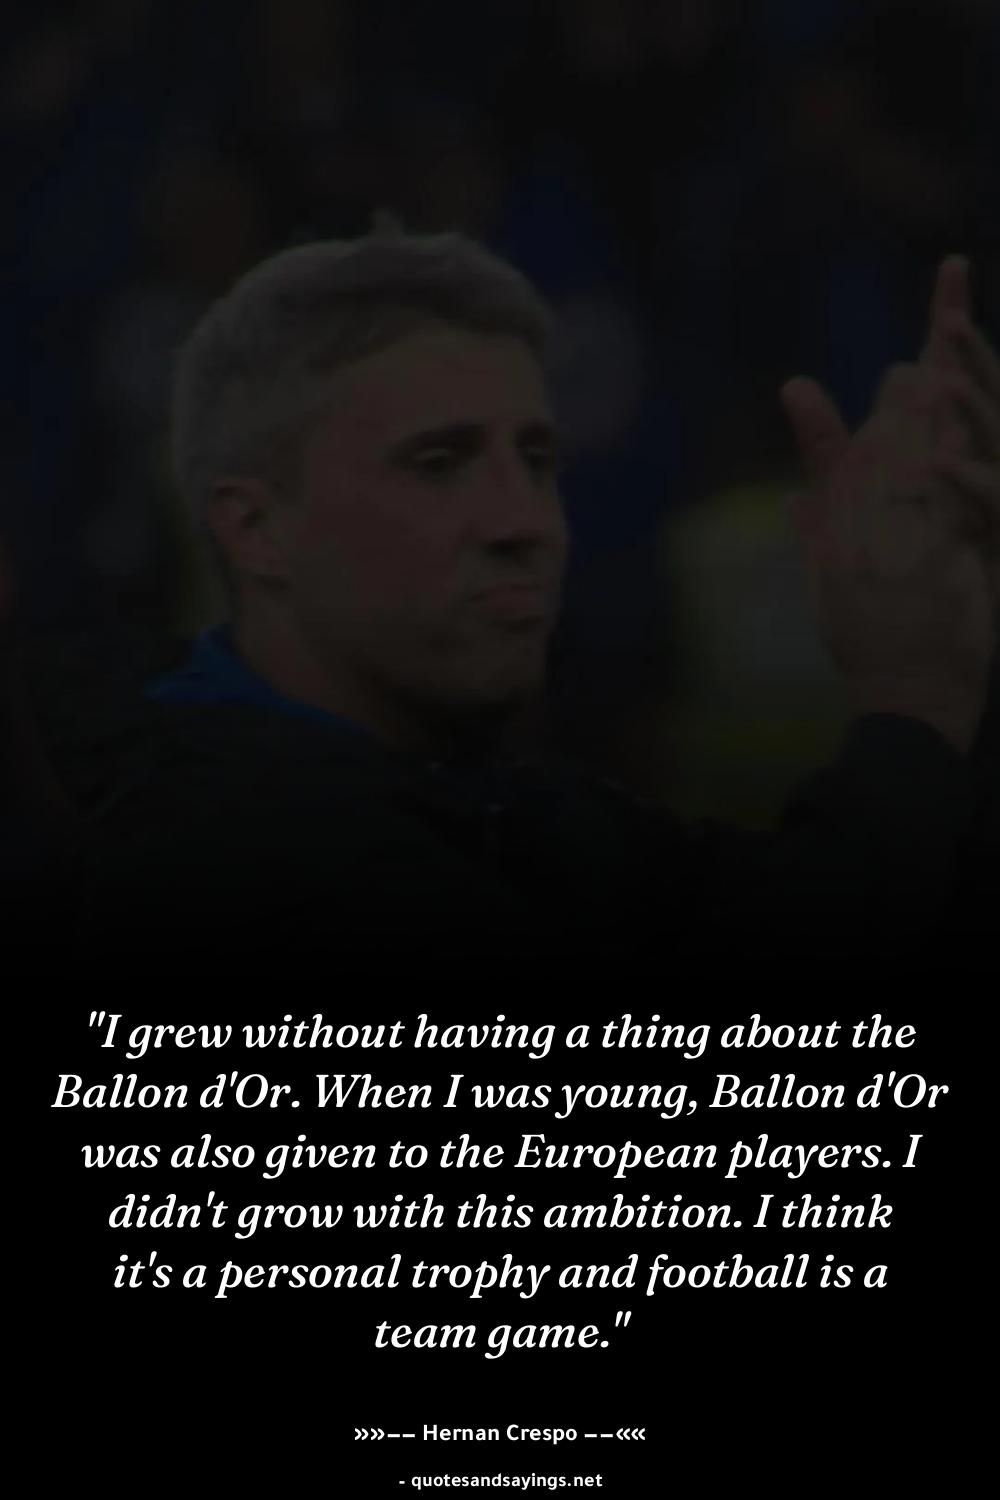 "I grew without having a thing about the
Ballon d'Or. When I was young, Ballon d'Or
was also given to the European players. I
didn't grow with this ambition. I think
it's a personal trophy and football is a
team game."
»»−− Hernan Crespo −−««
- quotesandsayings.net